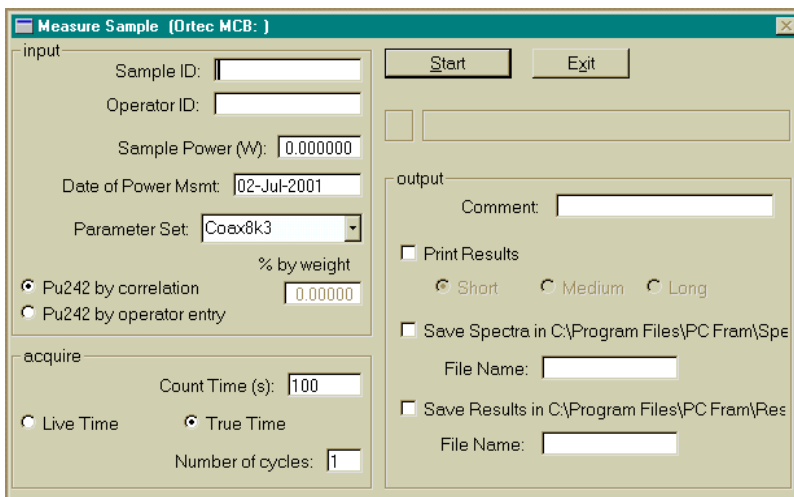 Measure Sample (Ortec MCB: )
input
Sample ID:
Operator ID:
Sample Power (W): 0.000000
Date of Power Msmt: 02-Jul-2001
Parameter Set: Coax8k3
% by weight
Pu242 by correlation 0.00000
Pu242 by operator entry
acquire
Count Time (s): 100
Live Time True Time
Number of cycles: 1
Start Exit
output
Comment:
Print Results
Short Medium Long
Save Spectra in C:\Program Files\PC Fram\Spe
File Name:
Save Results in C:\Program Files\PC Fram\Res
File Name: